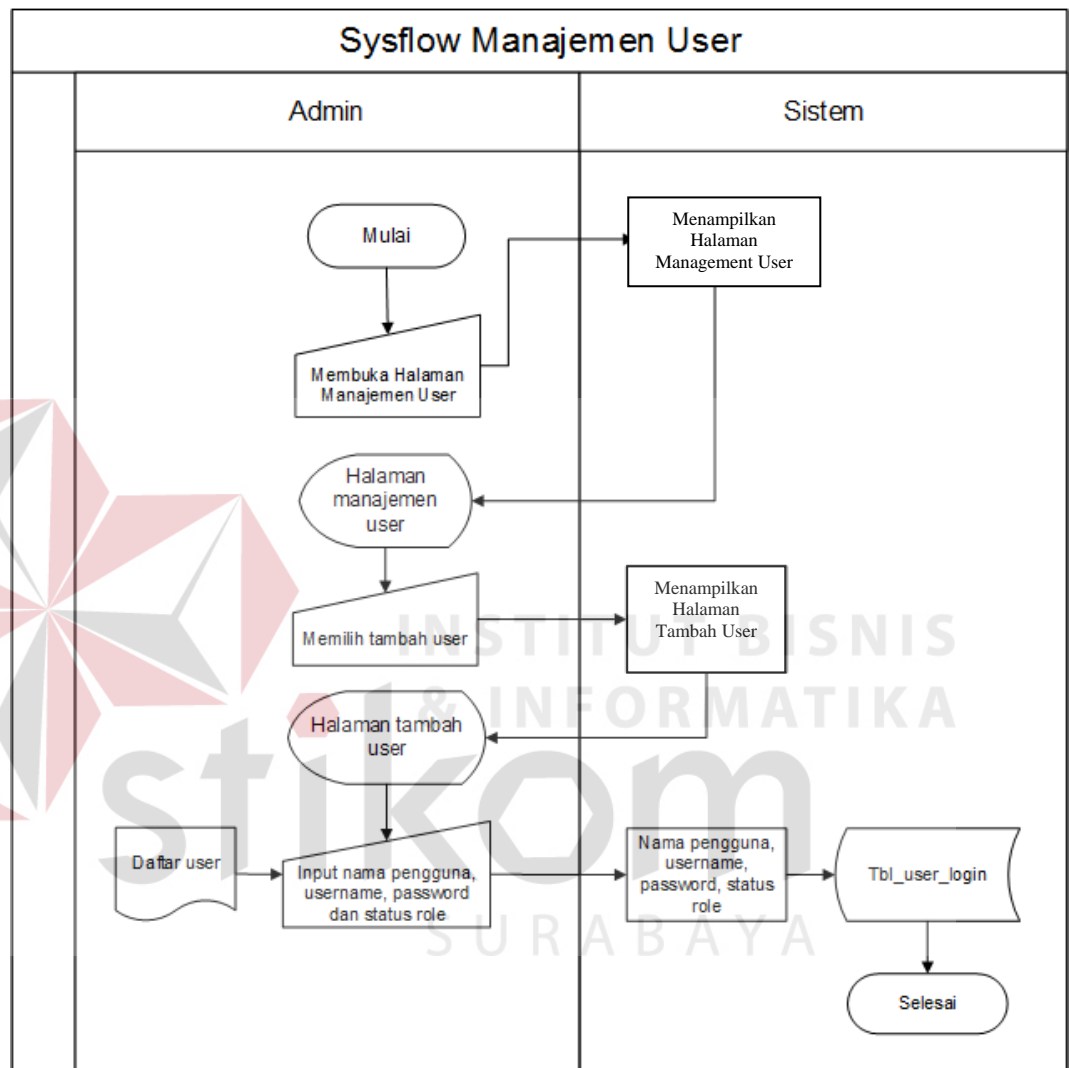 Sysflow Manajemen User
Admin
Sistem
Mulai
Menampilkan
Halaman
Management User
Membuka Halaman
Manajemen User
Halaman
manajemen
user
Memilih tambah user
Menampilkan
Halaman
Tambah User
Halaman tambah
user
Daftar user
Input nama pengguna,
username, password
dan status role
Nama pengguna,
username,
password, status
role
Tbl_user_login
Selesai
INSTITUT BISNIS
& INFORMATIKA
stikom
SURABAYA